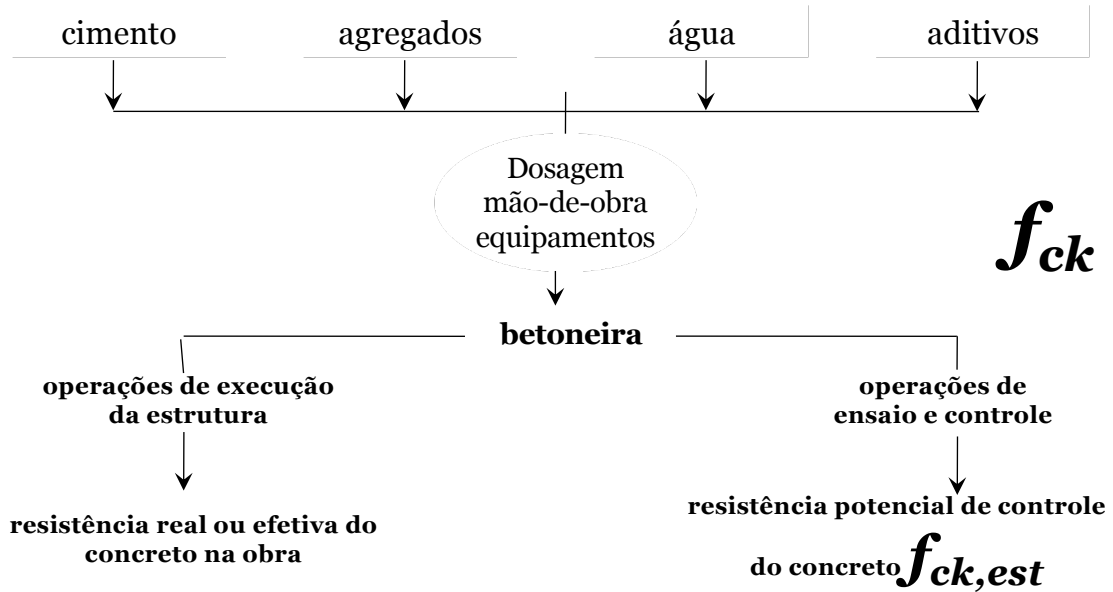 cimento
agregados
água
aditivos
Dosagem
mão-de-obra
equipamentos
fck
betoneira
operações de execução
da estrutura
operações de
ensaio e controle
resistência real ou efetiva do
concreto na obra
resistência potencial de controle
do concreto fck,est